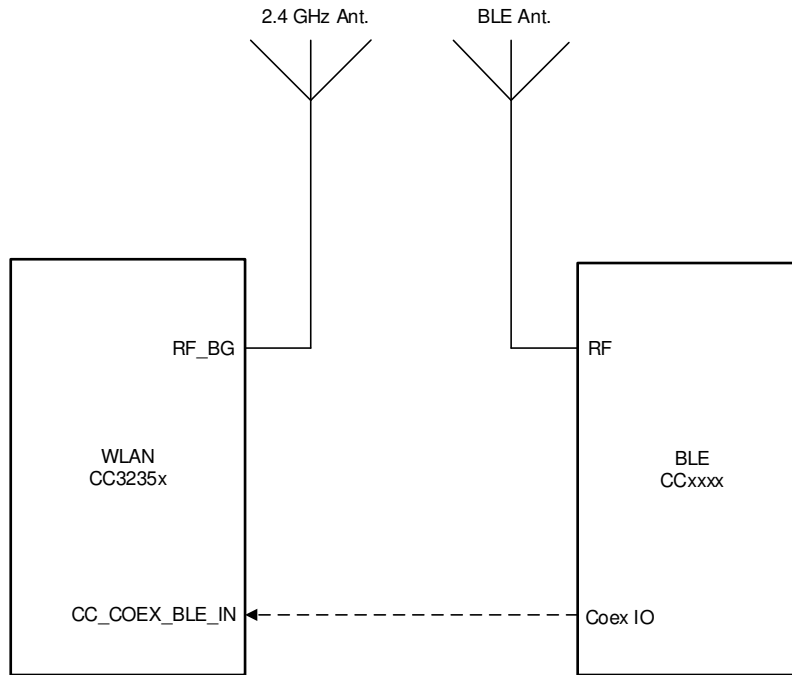 2.4 GHz Ant.
BLE Ant.
RF_BG
RF
WLAN
CC3235x
BLE
CCxxxx
CC_COEX_BLE_IN
Coex IO